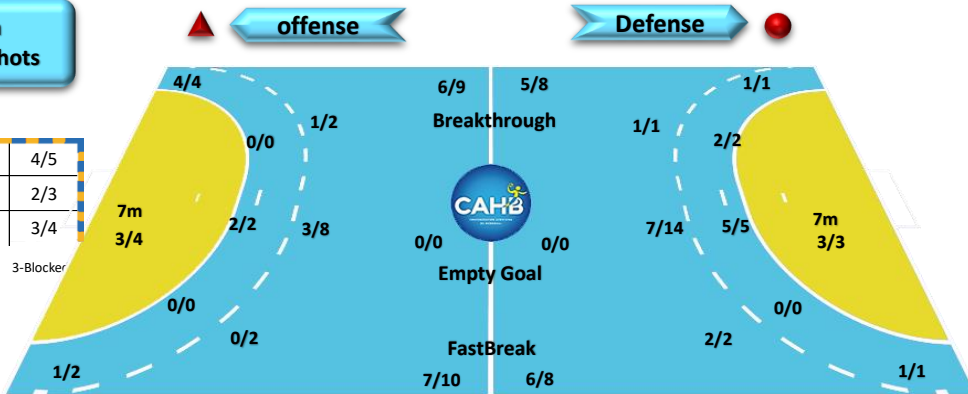 hots
offense
Defense
4/5
2/3
3/4
3-Blocke
4/4
6/9
5/8
1/1
1/2
Breakthrough
1/1
0/0
2/2
CAHB
7m
3/4
2/2
3/8
0/0
0/0
7/14
5/5
7m
3/3
Empty Goal
0/0
0/0
0/2
FastBreak
2/2
1/2
7/10
6/8
1/1